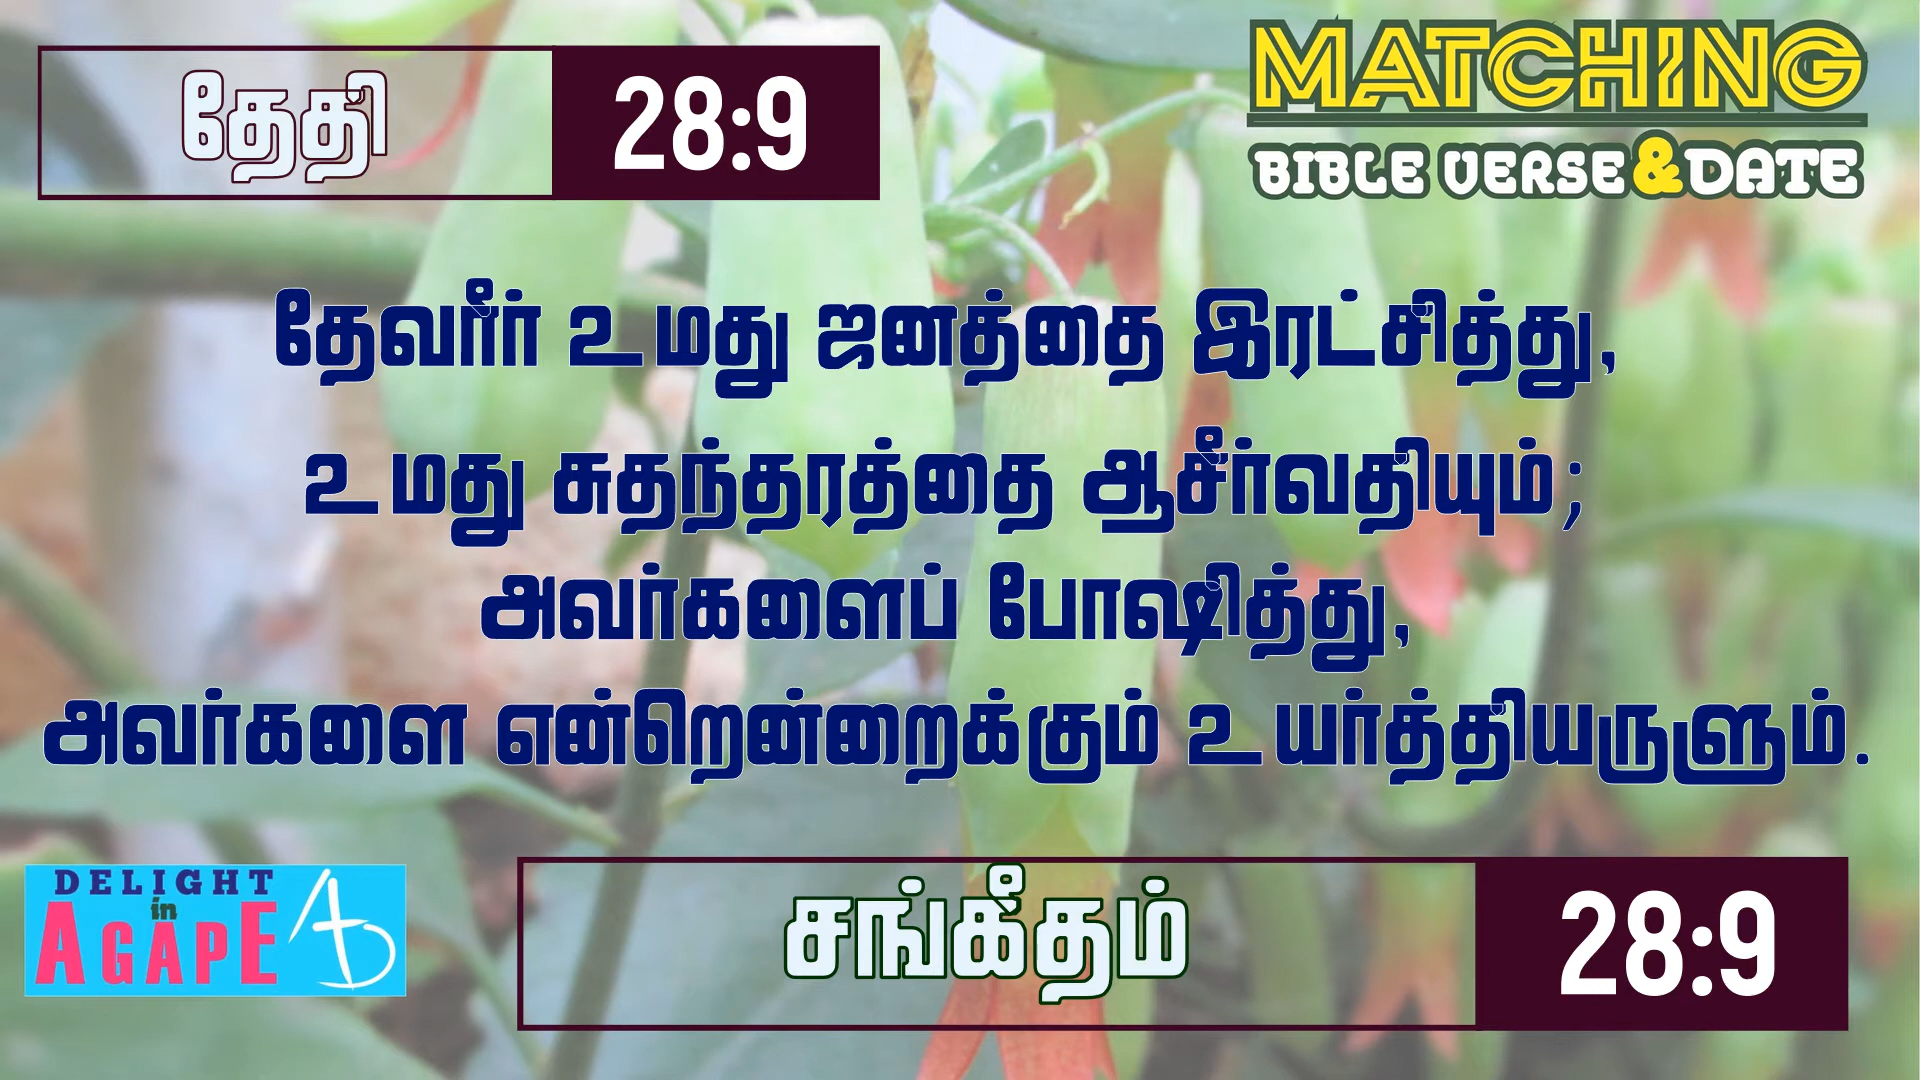 தேதி 28:9
MATCHING
BIBLE VERSE & DATE
தேவரீர் உமது ஜனத்தை இரட்சித்து,
உமது சுதந்தரத்தை ஆசீர்வதியும்;
அவர்களைப் போஷித்து,
அவர்களை என்றென்றைக்கும் உயர்த்தியருளும்.
DELIGHT
in
AGAPE
சங்கீதம் 28:9